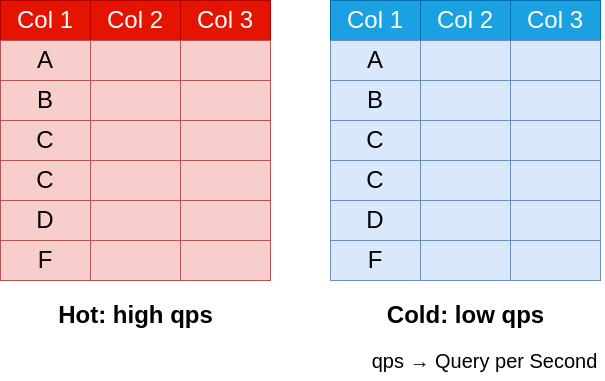 Col 1 Col 2 Col 3
A
B
C
C
D
F
Hot: high qps
Col 1 Col 2 Col 3
A
B
C
C
D
F
Cold: low qps
qps → Query per Second